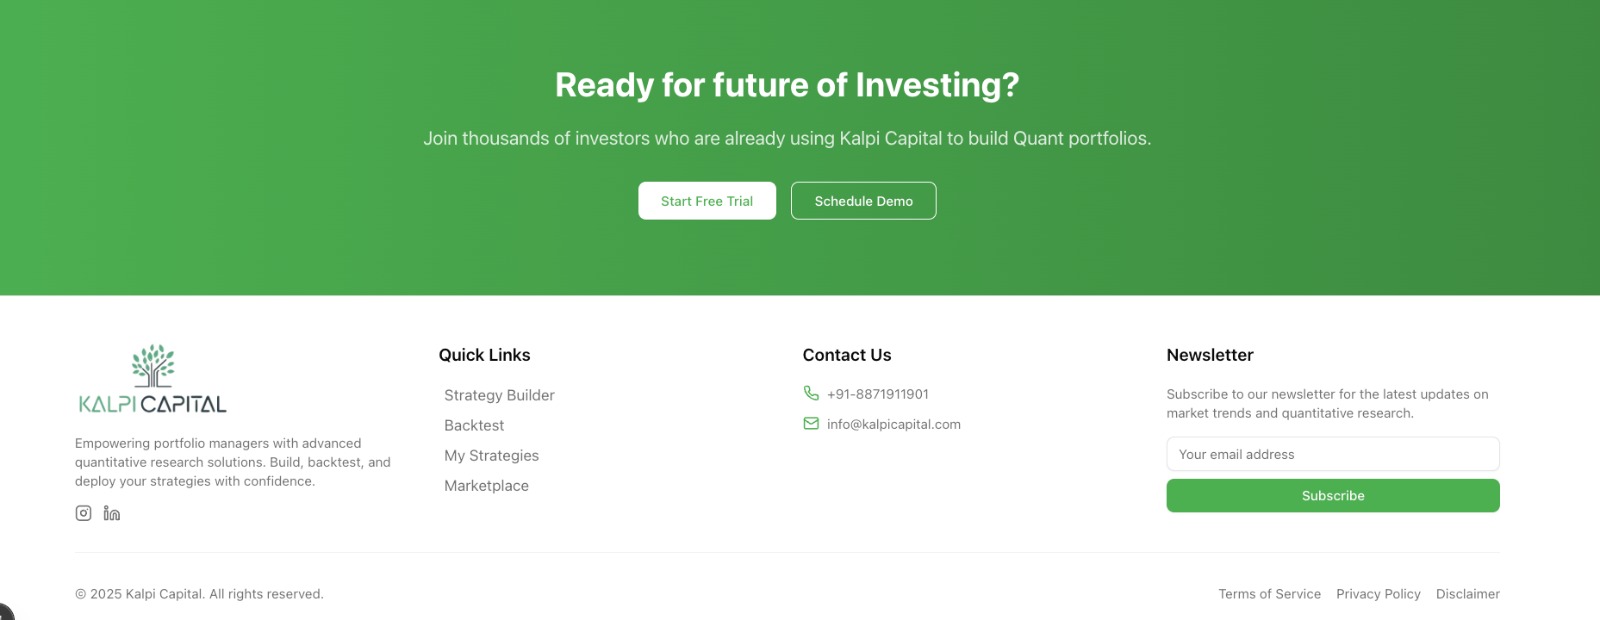 Ready for future of Investing?
Join thousands of investors who are already using Kalpi Capital to build Quant portfolios.
Start Free Trial
Schedule Demo
KALPI CAPITAL
Empowering portfolio managers with advanced
quantitative research solutions. Build, backtest, and
deploy your strategies with confidence.
Quick Links
Strategy Builder
Backtest
My Strategies
Marketplace
Contact Us
+91-8871911901
info@kalpicapital.com
Newsletter
Subscribe to our newsletter for the latest updates on
market trends and quantitative research.
Your email address
Subscribe
© 2025 Kalpi Capital. All rights reserved.
Terms of Service
Privacy Policy
Disclaimer